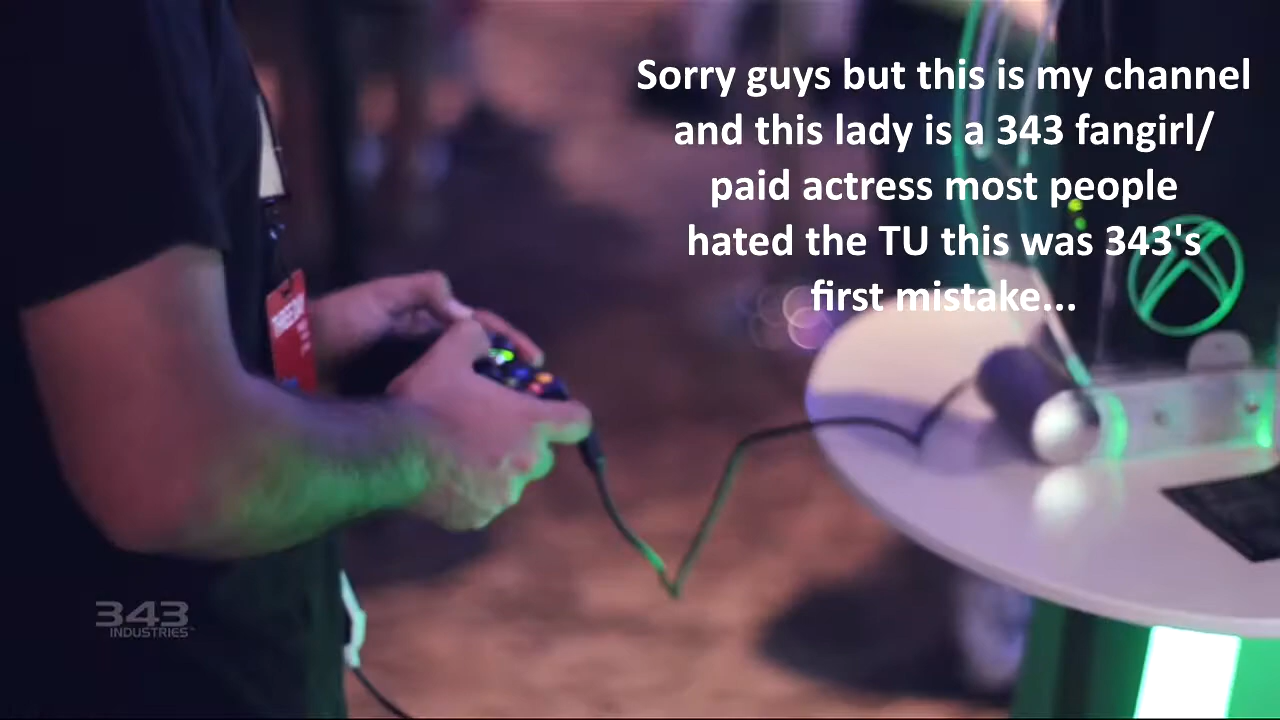 Sorry guys but this is my channel
and this lady is a 343 fangirl/
paid actress most people
hated the TU this was 343's
first mistake...
343
INDUSTRIES